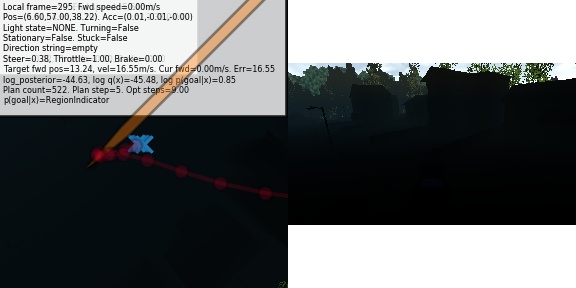 Local frame=295: Fwd speed=0.00m/s
Pos=(6.60,57.00,38.22). Acc=(0.01,-0.01,-0.00)
Light state=NONE. Turning=False
Stationary=False. Stuck=False
Direction string=empty
Steer=0.38, Throttle=1.00, Brake=0.00
Target fwd pos=13.24, vel=16.55m/s. Cur fwd=0.00m/s. Err=16.55
log_posterior=-44.63, log q(x)=-45.48, log p(goal|x)=0.85
Plan count=522. Plan step=5. Opt steps=9.00
p(goal|x)=RegionIndicator